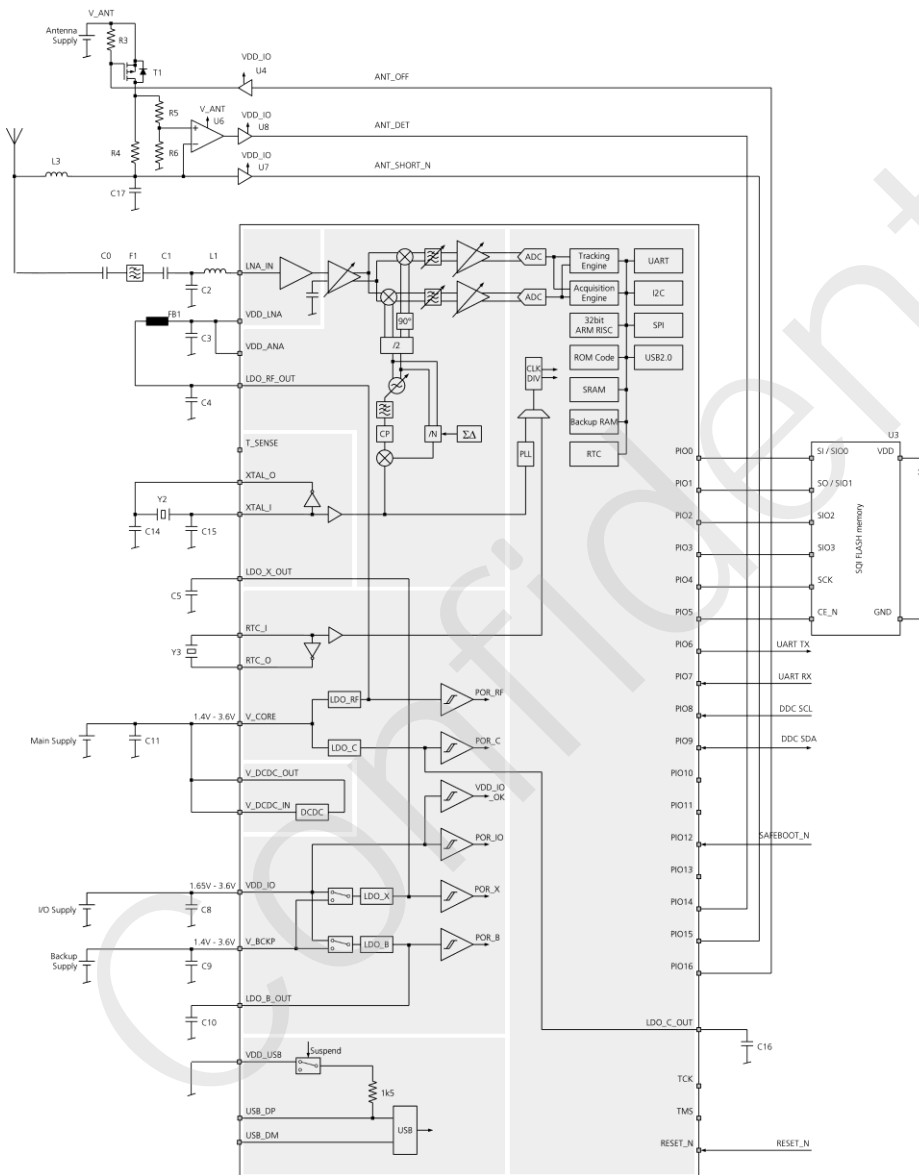 V_ANT
Antenna
Supply
R3
T1
VDD_IO
U4
ANT_OFF
R5
V_ANT
U6
VDD_IO
U8
ANT_DET
R4
R6
VDD_IO
U7
ANT_SHORT_N
L3
C17
C0
F1
C1
L1
C2
LNA_IN
ADC
Tracking
Engine
UART
ADC
Acquisition
Engine
I2C
FB1
VDD_LNA
90°
32bit
ARM RISC
SPI
C3
VDD_ANA
/2
ROM Code
USB2.0
LDO_RF_OUT
CLK
DIV
C4
SRAM
Backup RAM
T_SENSE
CP
/N
ΣΔ
PLL
RTC
XTAL_O
Y2
XTAL_I
C14
C15
LDO_X_OUT
C5
RTC_I
Y3
RTC_O
PIO0
PIO1
PIO2
PIO3
PIO4
PIO5
PIO6
PIO7
PIO8
PIO9
PIO10
PIO11
PIO12
PIO13
PIO14
PIO15
PIO16
U3
SI / SIO0
VDD
SO / SIO1
SIO2
SIO3
SCK
CE_N
GND
SQI FLASH memory
UART TX
UART RX
DDC SCL
DDC SDA
SAFEBOOT_N
LDO_RF
POR_RF
1.4V - 3.6V
V_CORE
Main Supply
C11
LDO_C
POR_C
V_DCDC_OUT
V_DCDC_IN
DCDC
VDD_IO
_OK
POR_IO
1.65V - 3.6V
VDD_IO
I/O Supply
C8
LDO_X
POR_X
1.4V - 3.6V
V_BCKP
Backup
Supply
C9
LDO_B
POR_B
LDO_B_OUT
C10
LDO_C_OUT
C16
VDD_USB
Suspend
1k5
TCK
USB_DP
USB
TMS
USB_DM
RESET_N
RESET_N
Confident